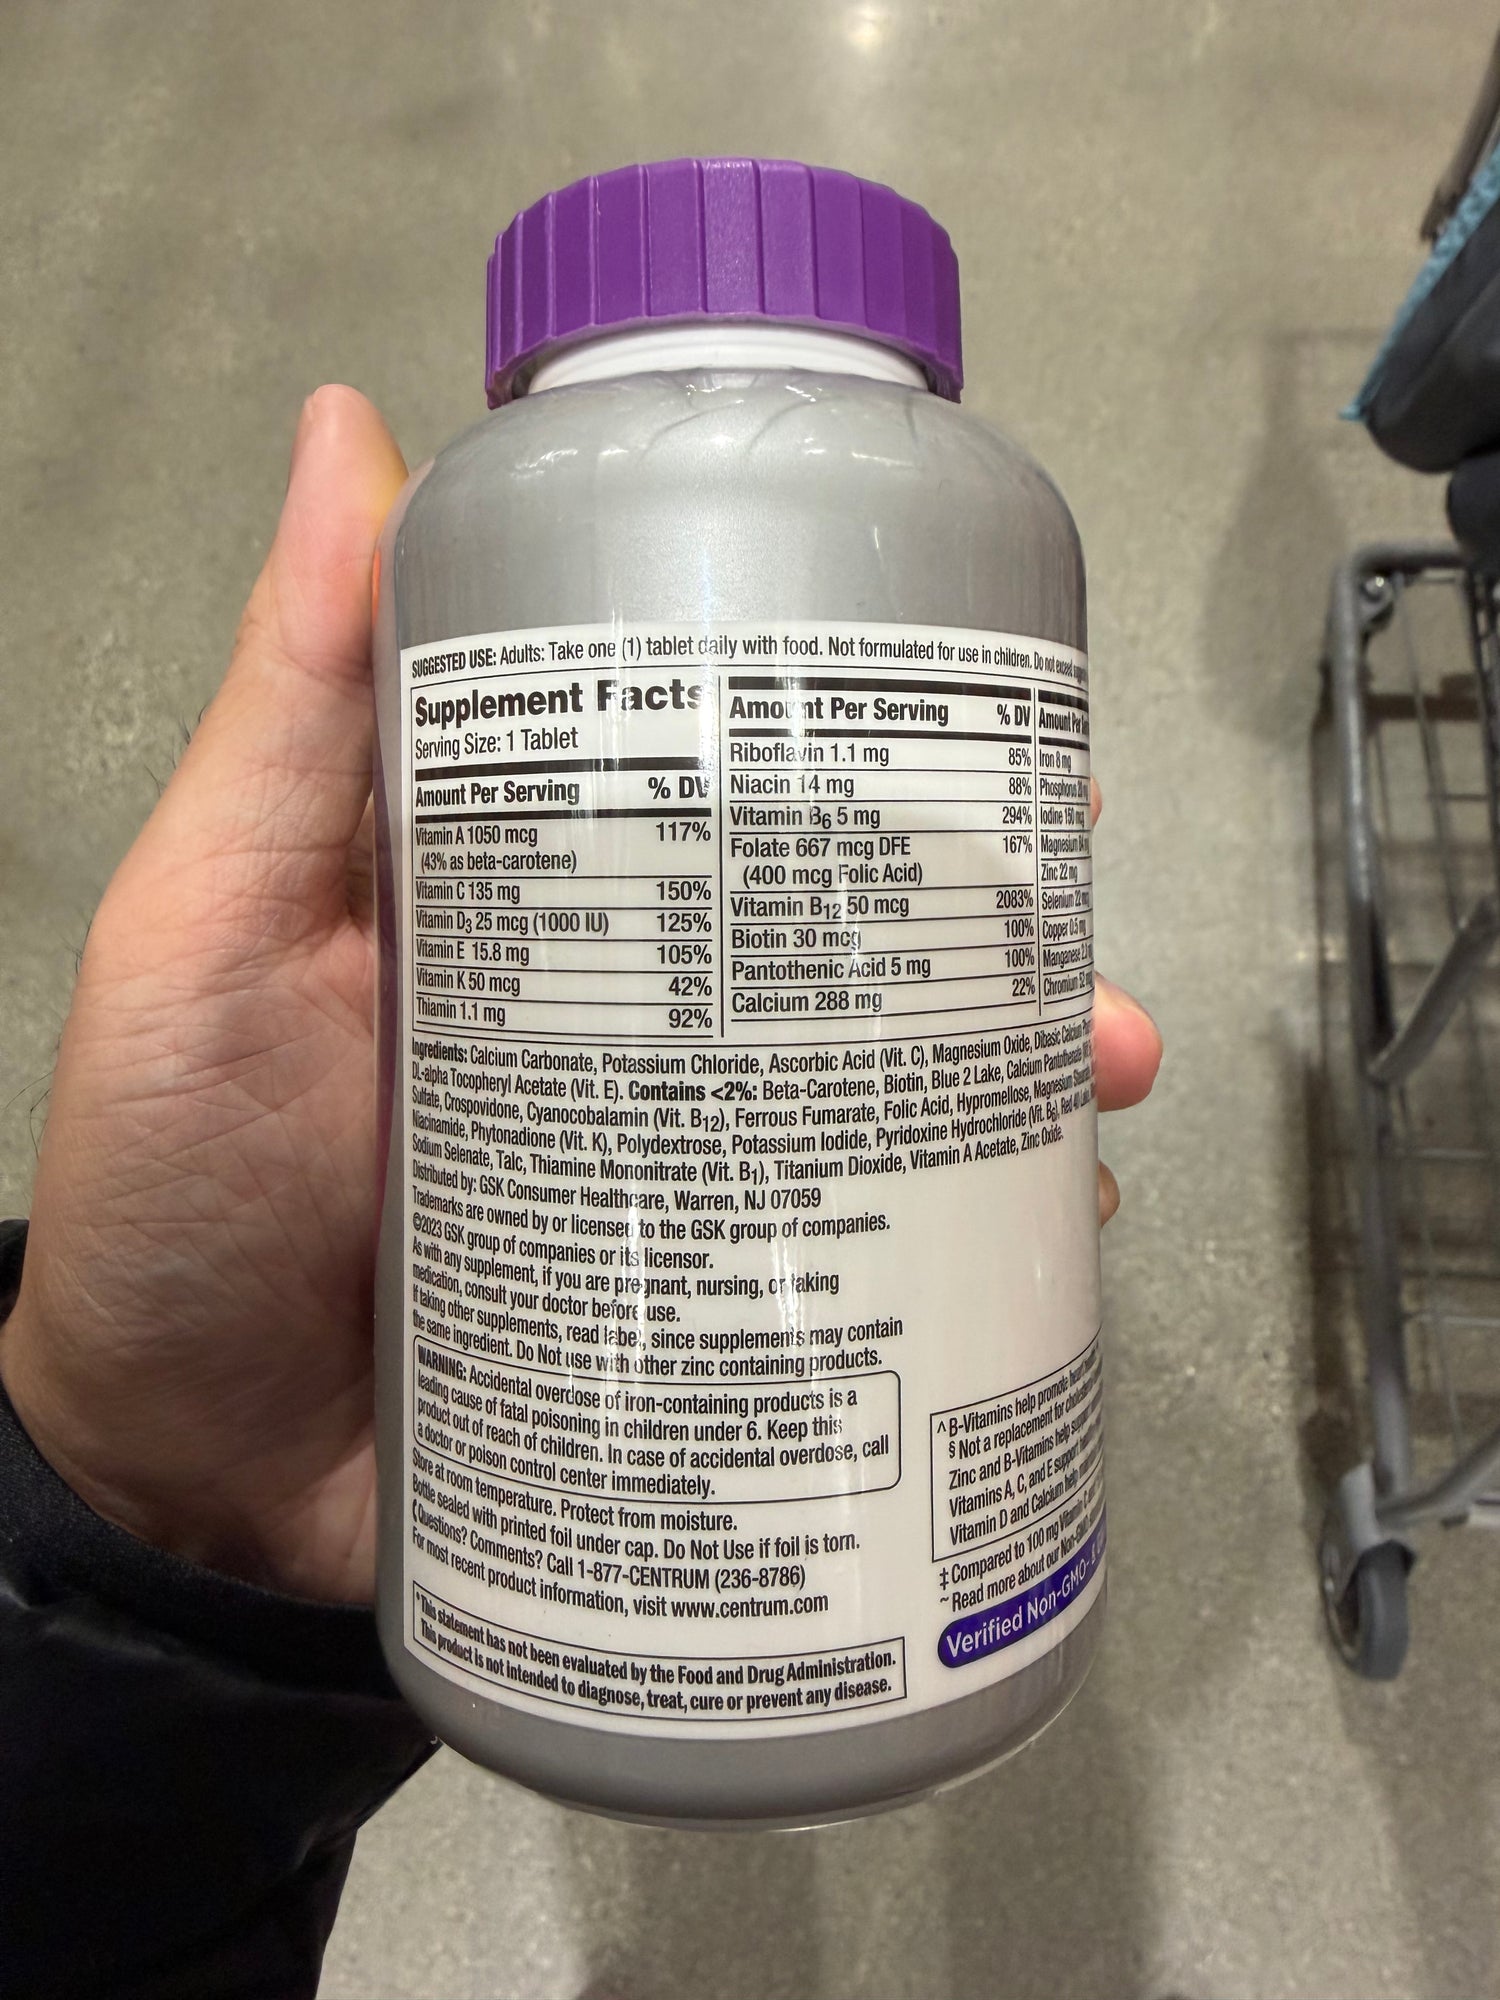 SUGGESTED USE: Adults: Take one (1) tablet daily with food. Not formulated for use in children. Do not exceed
Supplement Facts
Serving Size: 1 Tablet
Amount Per Serving % DV
Vitamin A 1050 mcg 117%
(43% as beta-carotene)
Vitamin C 135 mg 150%
Vitamin D3 25 mcg (1000 IU) 125%
Vitamin E 15.8 mg 105%
Vitamin K 50 mcg 42%
Thiamin 1.1 mg 92%
Amount Per Serving % DV
Riboflavin 1.1 mg 85%
Niacin 14 mg 88%
Vitamin B6 5 mg 294%
Folate 667 mcg DFE 167%
(400 mcg Folic Acid)
Vitamin B12 50 mcg 2083%
Biotin 30 mcg 100%
Pantothenic Acid 5 mg 100%
Calcium 288 mg 22%
Amount Per
Iron 8 mg
Phosphorus
Iodine 150 mcg
Magnesium
Zinc 22 mg
Selenium 22 mcg
Copper 0.5 mg
Manganese
Chromium
Ingredients: Calcium Carbonate, Potassium Chloride, Ascorbic Acid (Vit. C), Magnesium Oxide, Dibasic Calcium
DL-alpha Tocopheryl Acetate (Vit. E). Contains <2%: Beta-Carotene, Biotin, Blue 2 Lake, Calcium Pantothenate
Sulfate, Crospovidone, Cyanocobalamin (Vit. B12), Ferrous Fumarate, Folic Acid, Hypromellose, Magnesium
Niacinamide, Phytonadione (Vit. K), Polydextrose, Potassium Iodide, Pyridoxine Hydrochloride (Vit. B6), Red 40
Sodium Selenate, Talc, Thiamine Mononitrate (Vit. B1), Titanium Dioxide, Vitamin A Acetate, Zinc Oxide.
Distributed by: GSK Consumer Healthcare, Warren, NJ 07059
Trademarks are owned by or licensed to the GSK group of companies.
©2023 GSK group of companies or its licensor.
As with any supplement, if you are pregnant, nursing, or taking
medication, consult your doctor before use.
If taking other supplements, read label, since supplements may contain
the same ingredient. Do Not use with other zinc containing products.
WARNING: Accidental overdose of iron-containing products is a
leading cause of fatal poisoning in children under 6. Keep this
product out of reach of children. In case of accidental overdose, call
a doctor or poison control center immediately.
Store at room temperature. Protect from moisture.
Bottle sealed with printed foil under cap. Do Not Use if foil is torn.
Questions? Comments? Call 1-877-CENTRUM (236-8786)
For most recent product information, visit www.centrum.com
*This statement has not been evaluated by the Food and Drug Administration.
This product is not intended to diagnose, treat, cure or prevent any disease.
^ B-Vitamins help promote heart
§ Not a replacement for cholesterol
Zinc and B-Vitamins help support
Vitamins A, C, and E support
Vitamin D and Calcium help
‡ Compared to 100 mg Vitamin C
~ Read more about our Non-GMO
Verified Non-GMO~